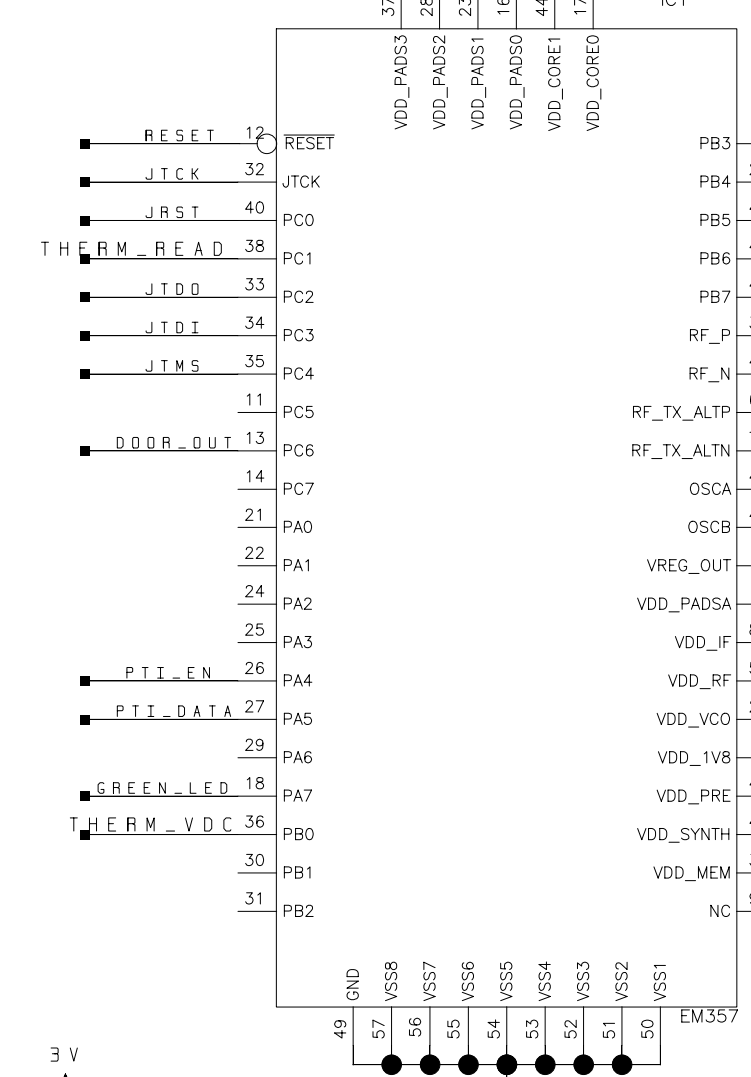 37 28 23 16 44 17
VDD_PADS3 VDD_PADS2 VDD_PADS1 VDD_PADS0 VDD_CORE1 VDD_CORE0
RESET 12 RESET PB3
JTCK 32 JTCK PB4
JRST 40 PC0 PB5
THERM_READ 38 PC1 PB6
JTDO 33 PC2 PB7
JTDI 34 PC3 RF_P
JTMS 35 PC4 RF_N
11 PC5 RF_TX_ALTP
DOOR_OUT 13 PC6 RF_TX_ALTN
14 PC7 OSCA
21 PA0 OSCB
22 PA1 VREG_OUT
24 PA2 VDD_PADSA
25 PA3 VDD_IF
PTI_EN 26 PA4 VDD_RF
PTI_DATA 27 PA5 VDD_VCO
29 PA6 VDD_1V8
GREEN_LED 18 PA7 VDD_PRE
THERM_VDC 36 PB0 VDD_SYNTH
30 PB1 VDD_MEM
31 PB2 NC
GND VSS8 VSS7 VSS6 VSS5 VSS4 VSS3 VSS2 VSS1
EM357
49 57 56 55 54 53 52 51 50
3V